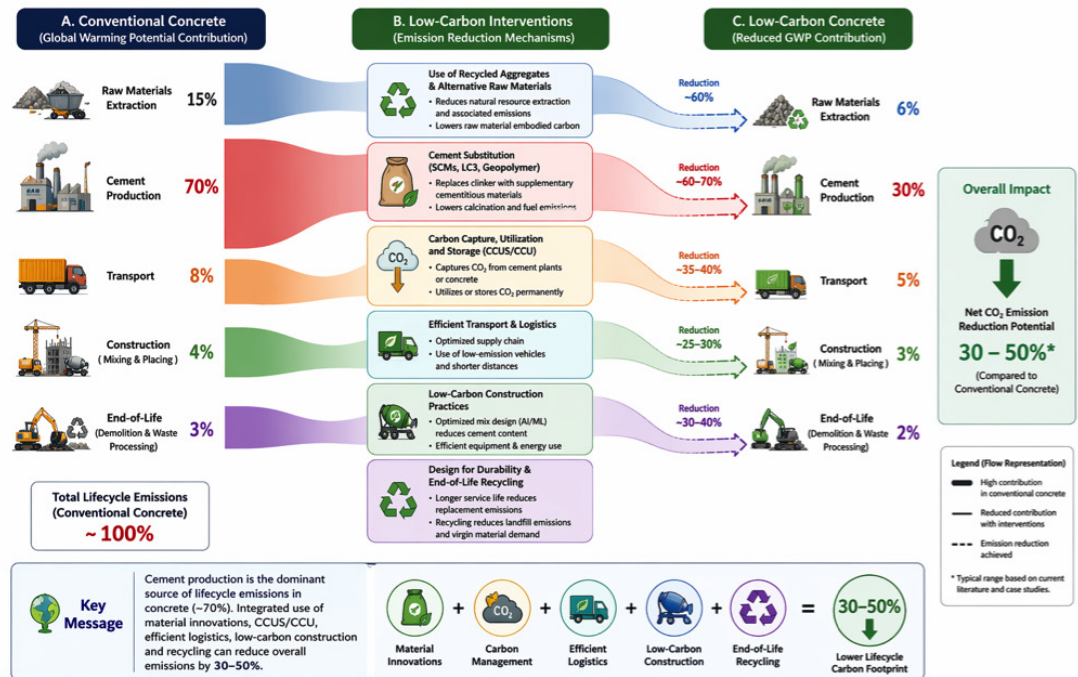 A. Conventional Concrete
(Global Warming Potential Contribution)
Raw Materials
Extraction
15%
Cement
Production
70%
Transport
8%
Construction
( Mixing & Placing )
4%
End-of-Life
(Demolition & Waste
Processing)
3%
Total Lifecycle Emissions
(Conventional Concrete)
~ 100%
B. Low-Carbon Interventions
(Emission Reduction Mechanisms)
Use of Recycled Aggregates
& Alternative Raw Materials
• Reduces natural resource extraction
and associated emissions
• Lowers raw material embodied carbon
Cement Substitution
(SCMs, LC3, Geopolymer)
• Replaces clinker with supplementary
cementitious materials
• Lowers calcination and fuel emissions
Carbon Capture, Utilization
and Storage (CCUS/CCU)
CO2
• Captures CO2 from cement plants
or concrete
• Utilizes or stores CO2 permanently
Efficient Transport & Logistics
• Optimized supply chain
• Use of low-emission vehicles
and shorter distances
Low-Carbon Construction
Practices
• Optimized mix design (AI/ML)
reduces cement content
• Efficient equipment & energy use
Design for Durability &
End-of-Life Recycling
• Longer service life reduces
replacement emissions
• Recycling reduces landfill emissions
and virgin material demand
C. Low-Carbon Concrete
(Reduced GWP Contribution)
Reduction
~60%
Raw Materials
Extraction
6%
Reduction
~60–70%
Cement
Production
30%
Reduction
~35–40%
Transport
5%
Reduction
~25–30%
Construction
( Mixing & Placing )
3%
Reduction
~30–40%
End-of-Life
(Demolition & Waste
Processing)
2%
Overall Impact
CO2
Net CO2 Emission
Reduction Potential
30 – 50%*
(Compared to
Conventional Concrete)
Legend (Flow Representation)
High contribution
in conventional concrete
Reduced contribution
with interventions
Emission reduction
achieved
* Typical range based on current
literature and case studies.
Key
Message
Cement production is the dominant
source of lifecycle emissions in
concrete (~70%). Integrated use of
material innovations, CCUS/CCU,
efficient logistics, low-carbon construction
and recycling can reduce overall
emissions by 30–50%.
Material
Innovations
+
CO2
Carbon
Management
+
Efficient
Logistics
+
Low-Carbon
Construction
+
End-of-Life
Recycling
=
30–50%
Lower Lifecycle
Carbon Footprint